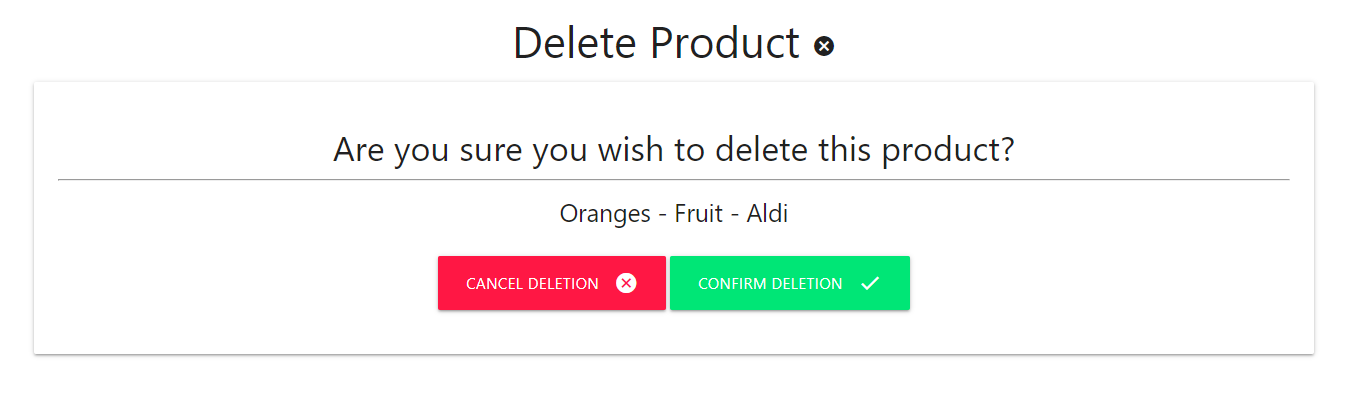 Delete Product
Are you sure you wish to delete this product?
Oranges - Fruit - Aldi
CANCEL DELETION CONFIRM DELETION